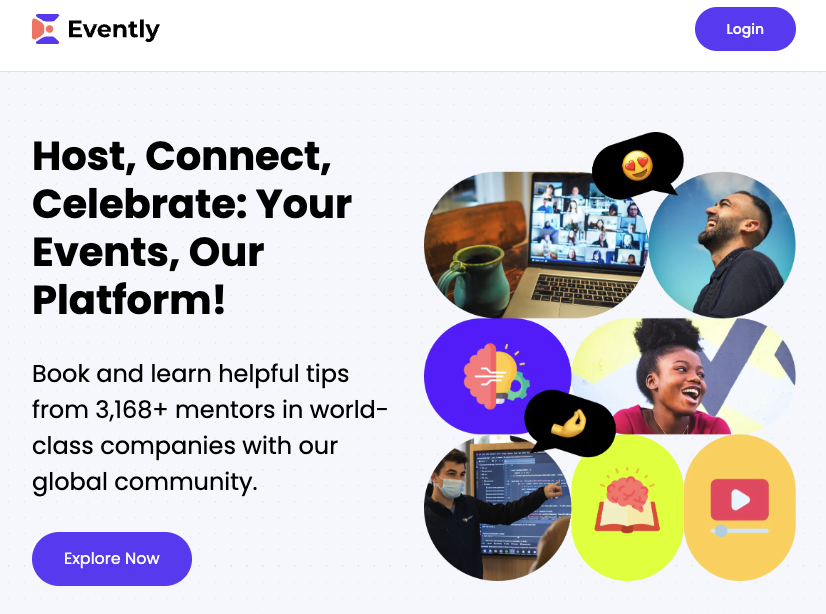 Evently
Login
Host, Connect,
Celebrate: Your
Events, Our
Platform!
Book and learn helpful tips
from 3,168+ mentors in world-
class companies with our
global community.
Explore Now